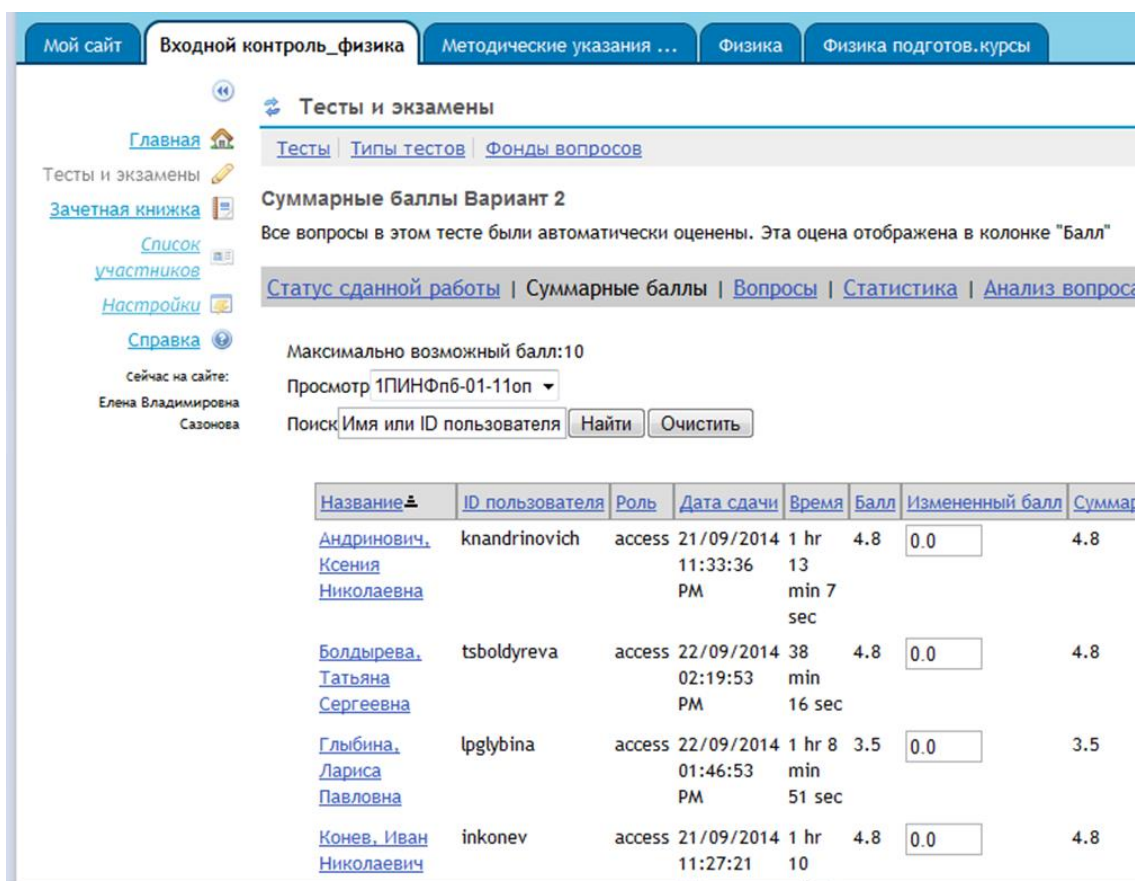 Мой сайт
Входной контроль_физика
Методические указания ...
Физика
Физика подготов.курсы
Главная
Тесты и экзамены
Зачетная книжка
Список
участников
Настройки
Справка
Сейчас на сайте:
Елена Владимировна
Сазонова
Тесты и экзамены
Тесты | Типы тестов | Фонды вопросов
Суммарные баллы Вариант 2
Все вопросы в этом тесте были автоматически оценены. Эта оценка отображена в колонке "Балл"
Статус сданной работы | Суммарные баллы | Вопросы | Статистика | Анализ вопроса
Максимально возможный балл:10
Просмотр 1ПИНФпб-01-11оп
Поиск Имя или ID пользователя Найти Очистить
Название ID пользователя Роль Дата сдачи Время Балл Измененный балл Суммар
Андринович, knandrinovich access 21/09/2014 1 hr 4.8 0.0 4.8
Ксения 11:33:36 13
Николаевна PM min 7
sec
Болдырева, tsboldyreva access 22/09/2014 38 4.8 0.0 4.8
Татьяна 02:19:53 min
Сергеевна PM 16 sec
Глыбина, lpglybina access 22/09/2014 1 hr 8 3.5 0.0 3.5
Лариса 01:46:53 min
Павловна PM 51 sec
Конев, Иван inkonev access 21/09/2014 1 hr 4.8 0.0 4.8
Николаевич 11:27:21 10